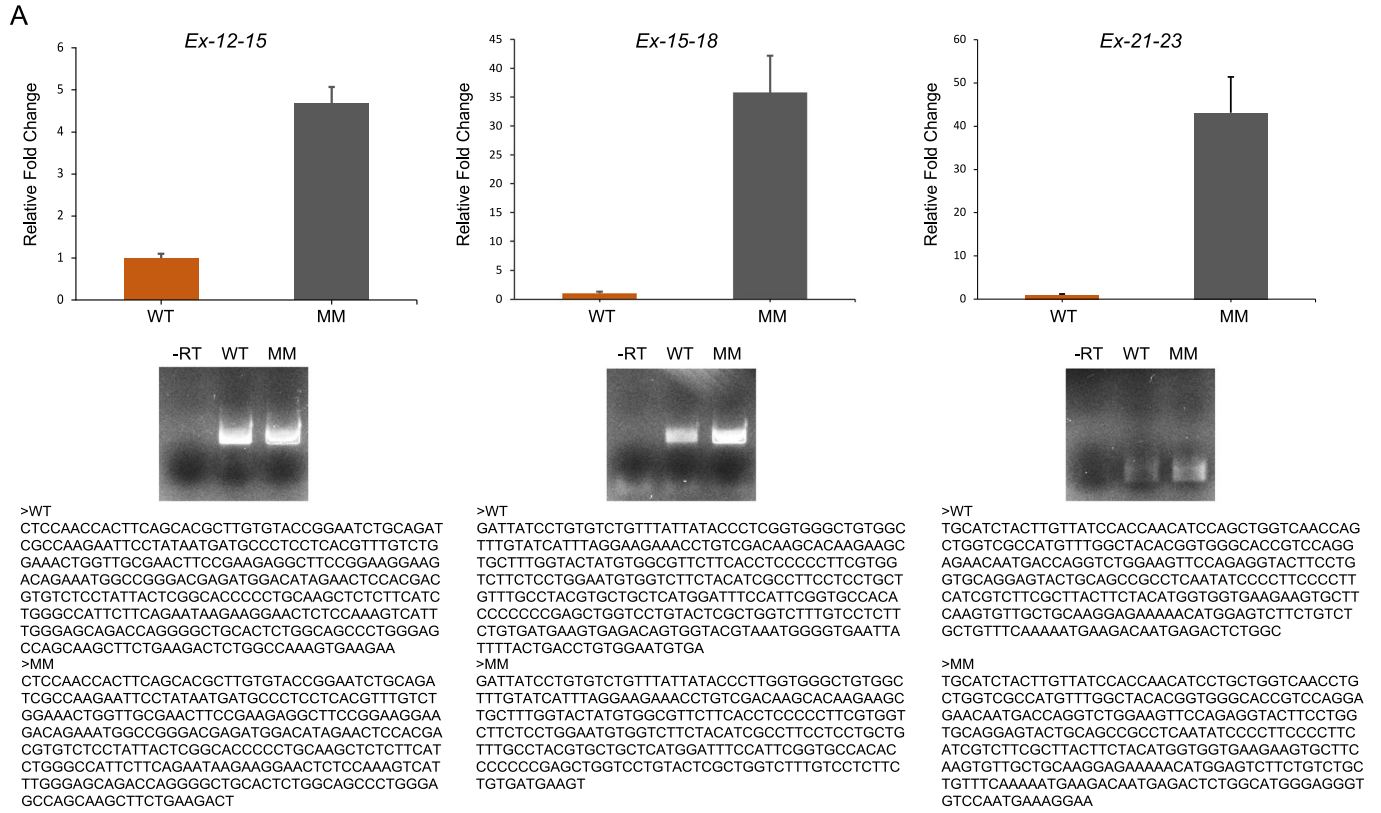 A
Ex-12-15
Relative Fold Change
6
5
4
3
2
1
0
WT MM
Ex-15-18
Relative Fold Change
45
40
35
30
25
20
15
10
5
0
WT MM
Ex-21-23
Relative Fold Change
60
50
40
30
20
10
0
WT MM
-RT WT MM
-RT WT MM
-RT WT MM
>WT
CTCCAACCACTTCAGCACGCTTGTGTACCGGAATCTGCAGAT
CGCCAAGAATTCCTATAATGATGCCCTCCTCACGTTTGTCTG
GAAACTGGTTGCGAACTTCCGAAGAGGCTTCCGGAAGGAAG
ACAGAAATGGCCGGGACGAGATGGACATAGAACTCCACGAC
GTGTCTCCTATTACTCGGCACCCCCTGCAAGCTCTCTTCATC
TGGGCCATTCTTCAGAATAAGAAGGAACTCTCCAAAGTCATT
TGGGAGCAGACCAGGGGCTGCACTCTGGCAGCCCTGGGAG
CCAGCAAGCTTCTGAAGACTCTGGCCAAAGTGAAGAA
>MM
CTCCAACCACTTCAGCACGCTTGTGTACCGGAATCTGCAGA
TCGCCAAGAATTCCTATAATGATGCCCTCCTCACGTTTGTCT
GGAAACTGGTTGCGAACTTCCGAAGAGGCTTCCGGAAGGAA
GACAGAAATGGCCGGGACGAGATGGACATAGAACTCCACGA
CGTGTCTCCTATTACTCGGCACCCCCTGCAAGCTCTCTTCAT
CTGGGCCATTCTTCAGAATAAGAAGGAACTCTCCAAAGTCAT
TTGGGAGCAGACCAGGGGCTGCACTCTGGCAGCCCTGGGA
GCCAGCAAGCTTCTGAAGACT
>WT
GATTATCCTGTGTCTGTTTATTATACCCTCGGTGGGCTGTGGC
TTTGTATCATTTAGGAAGAAACCTGTCGACAAGCACAAGAAGC
TGCTTTGGTACTATGTGGCGTTCTTCACCTCCCCCTTCGTGG
TCTTCTCCTGGAATGTGGTCTTCTACATCGCCTTCCTCCTGCT
GTTTGCCTACGTGCTGCTCATGGATTTCCATTCGGTGCCACA
CCCCCCCGAGCTGGTCCTGTACTCGCTGGTCTTTGTCCTCTT
CTGTGATGAAGTGAGACAGTGGTACGTAAATGGGGTGAATTA
TTTTACTGACCTGTGGAATGTGA
>MM
GATTATCCTGTGTCTGTTTATTATACCCTTGGTGGGCTGTGGC
TTTGTATCATTTAGGAAGAAACCTGTCGACAAGCACAAGAAGC
TGCTTTGGTACTATGTGGCGTTCTTCACCTCCCCCTTCGTGGT
CTTCTCCTGGAATGTGGTCTTCTACATCGCCTTCCTCCTGCTG
TTTGCCTACGTGCTGCTCATGGATTTCCATTCGGTGCCACAC
CCCCCCGAGCTGGTCCTGTACTCGCTGGTCTTTGTCCTCTTC
TGTGATGAAGT
>WT
TGCATCTACTTGTTATCCACCAACATCCAGCTGGTCAACCAG
CTGGTCGCCATGTTTGGCTACACGGTGGGCACCGTCCAGG
AGAACAATGACCAGGTCTGGAAGTTCCAGAGGTACTTCCTG
GTGCAGGAGTACTGCAGCCGCCTCAATATCCCCTTCCCCTT
CATCGTCTTCGCTTACTTCTACATGGTGGTGAAGAAGTGCTT
CAAGTGTTGCTGCAAGGAGAAAAACATGGAGTCTTCTGTCT
GCTGTTTCAAAAATGAAGACAATGAGACTCTGGC
>MM
TGCATCTACTTGTTATCCACCAACATCCTGCTGGTCAACCTG
CTGGTCGCCATGTTTGGCTACACGGTGGGCACCGTCCAGGA
GAACAATGACCAGGTCTGGAAGTTCCAGAGGTACTTCCTGG
TGCAGGAGTACTGCAGCCGCCTCAATATCCCCTTCCCCTTC
ATCGTCTTCGCTTACTTCTACATGGTGGTGAAGAAGTGCTTC
AAGTGTTGCTGCAAGGAGAAAAACATGGAGTCTTCTGTCTGC
TGTTTCAAAAATGAAGACAATGAGACTCTGGCATGGGAGGGT
GTCCAATGAAAGGAA